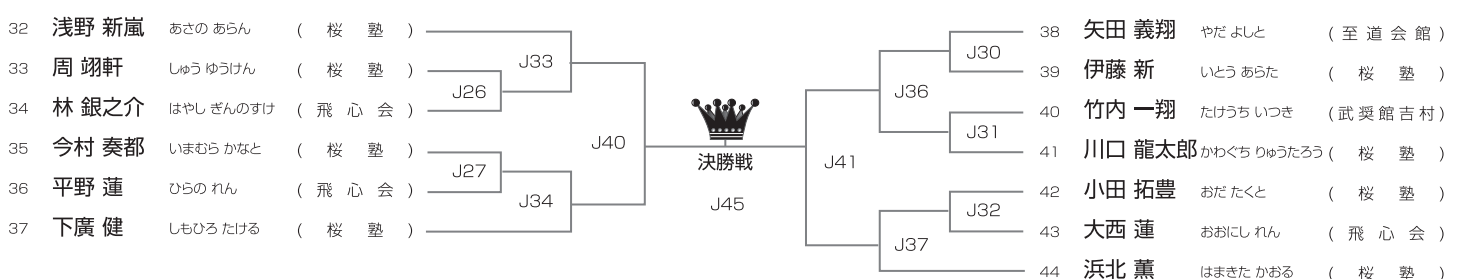 32 浅野 新嵐 あさの あらん ( 桜 塾 )
33 周 翊軒 しゅう ゆうけん ( 桜 塾 )
34 林 銀之介 はやし ぎんのすけ ( 飛 心 会 )
35 今村 奏都 いまむら かなと ( 桜 塾 )
36 平野 蓮 ひらの れん ( 飛 心 会 )
37 下廣 健 しもひろ たける ( 桜 塾 )
J33
J26
J27
J34
J40
決勝戦
J45
J41
J36
J37
J30
J31
J32
38 矢田 義翔 やだ よしと ( 至 道 会 館 )
39 伊藤 新 いとう あらた ( 桜 塾 )
40 竹内 一翔 たけうち いつき ( 武 奨 館 吉 村 )
41 川口 龍太郎 かわぐち りゅうたろう ( 桜 塾 )
42 小田 拓豊 おだ たくと ( 桜 塾 )
43 大西 蓮 おおにし れん ( 飛 心 会 )
44 浜北 薫 はまきた かおる ( 桜 塾 )